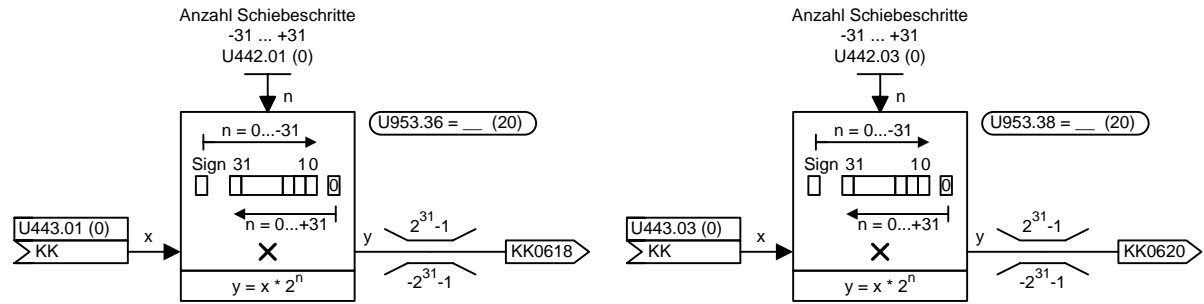 Anzahl Schiebeschritte
-31 ... +31
U442.01 (0)
n
U953.36 = __ (20)
n = 0...-31
Sign 31 1 0
0
n = 0...+31
U443.01 (0)
KK
x
y
2^31-1
-2^31-1
KK0618
y = x * 2^n
Anzahl Schiebeschritte
-31 ... +31
U442.03 (0)
n
U953.38 = __ (20)
n = 0...-31
Sign 31 1 0
0
n = 0...+31
U443.03 (0)
KK
x
y
2^31-1
-2^31-1
KK0620
y = x * 2^n